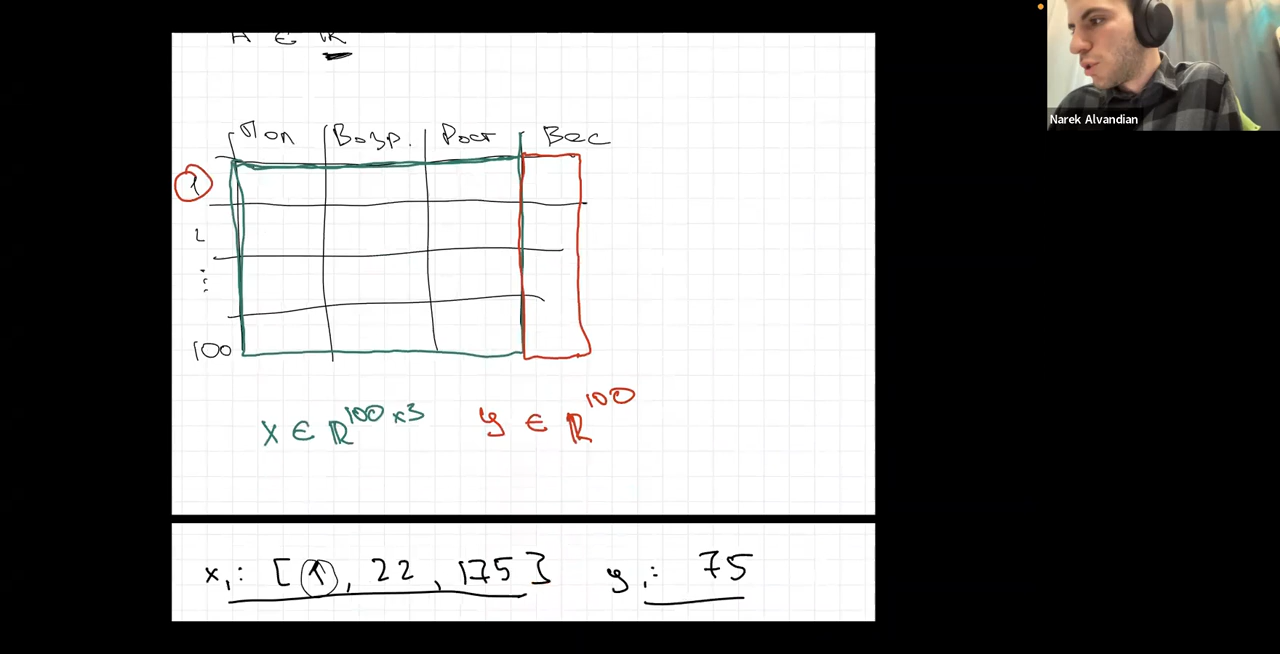 Narek Alvandian
Пол Возр. Рост Вес
1
2
⋮
100
X ∈ ℝ^100×3 y ∈ ℝ^100
x₁: [1, 22, 175] y₁: 75